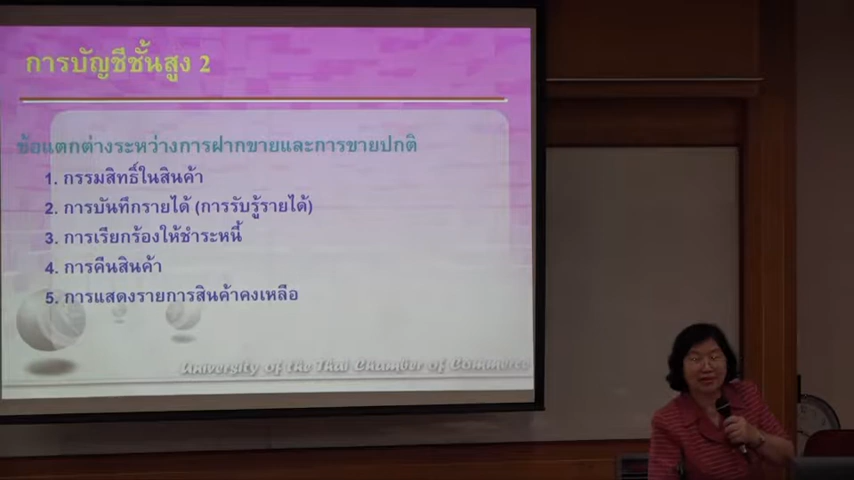 การบัญชีชั้นสูง 2
ข้อแตกต่างระหว่างการฝากขายและการขายปกติ
1. กรรมสิทธิ์ในสินค้า
2. การบันทึกรายได้ (การรับรู้รายได้)
3. การเรียกร้องให้ชำระหนี้
4. การคืนสินค้า
5. การแสดงรายการสินค้าคงเหลือ
University of the Thai Chamber of Commerce